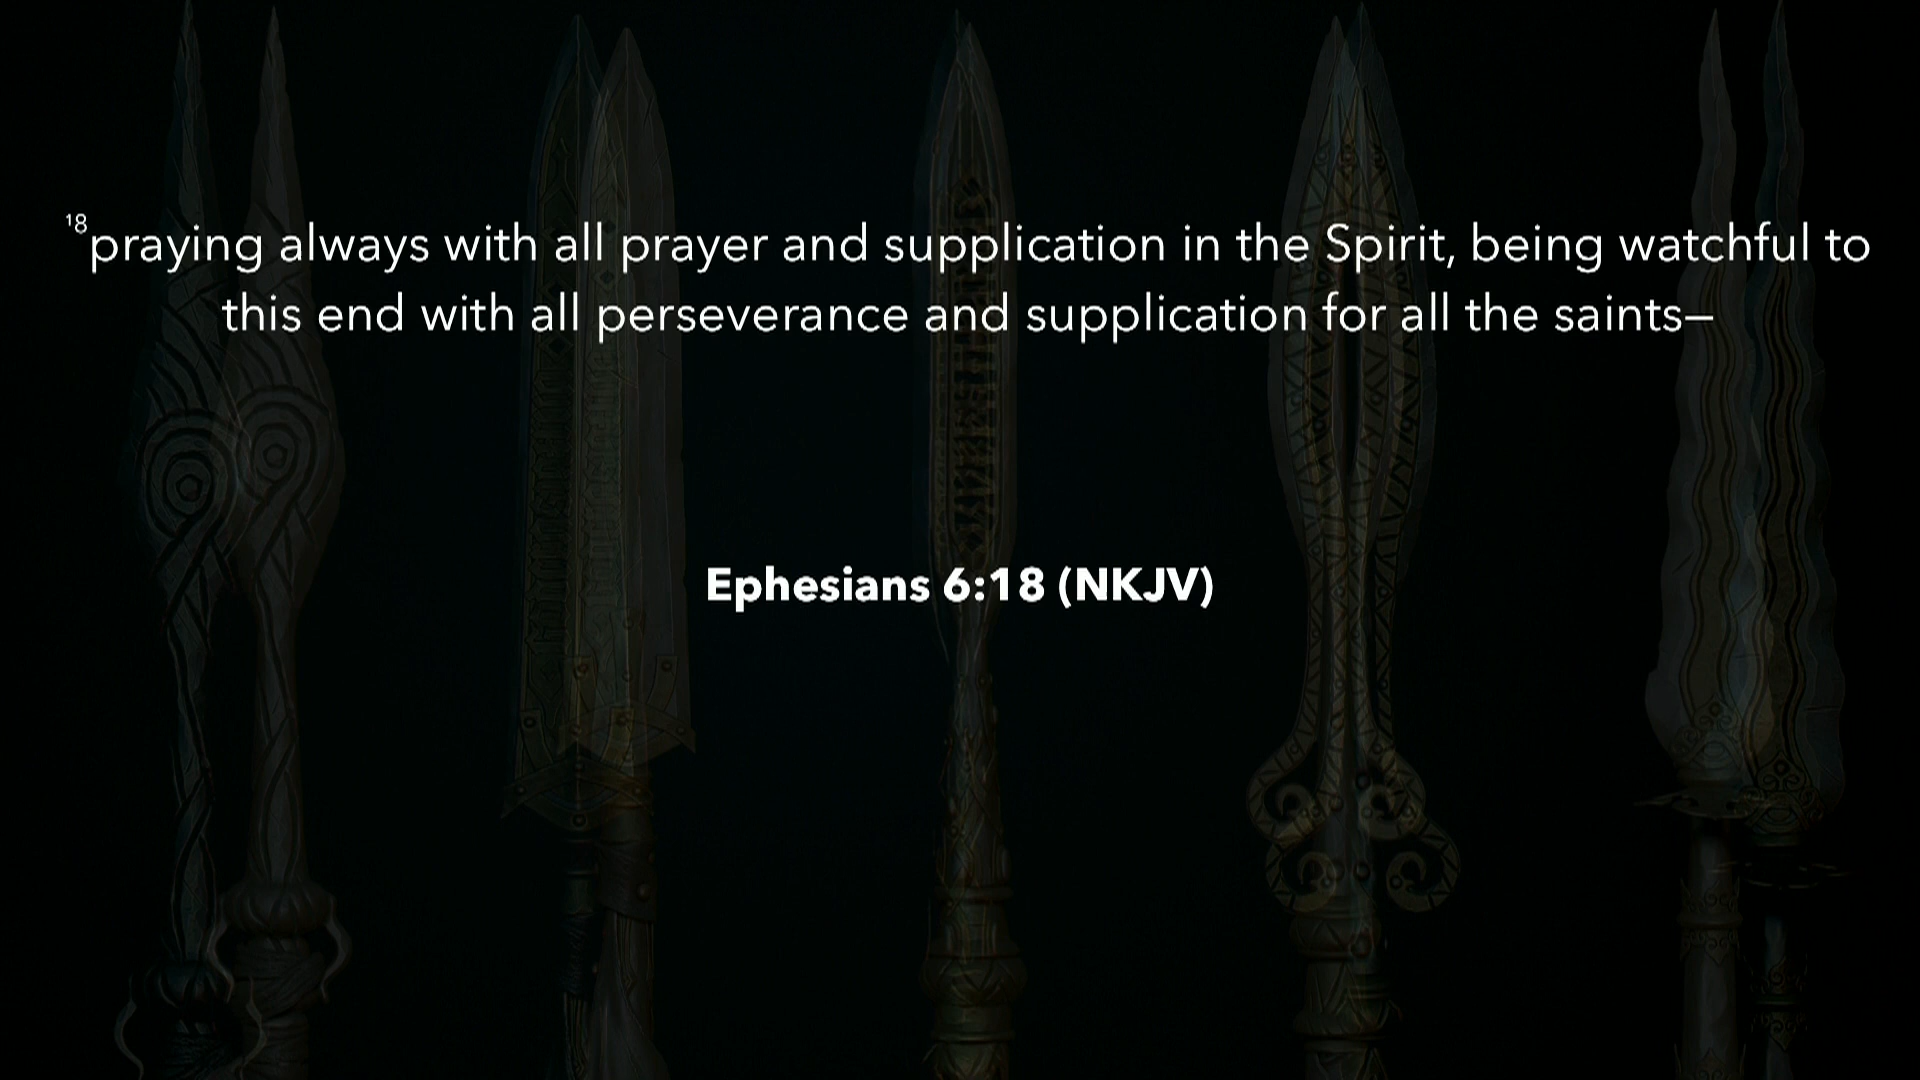 18praying always with all prayer and supplication in the Spirit, being watchful to
this end with all perseverance and supplication for all the saints—
Ephesians 6:18 (NKJV)